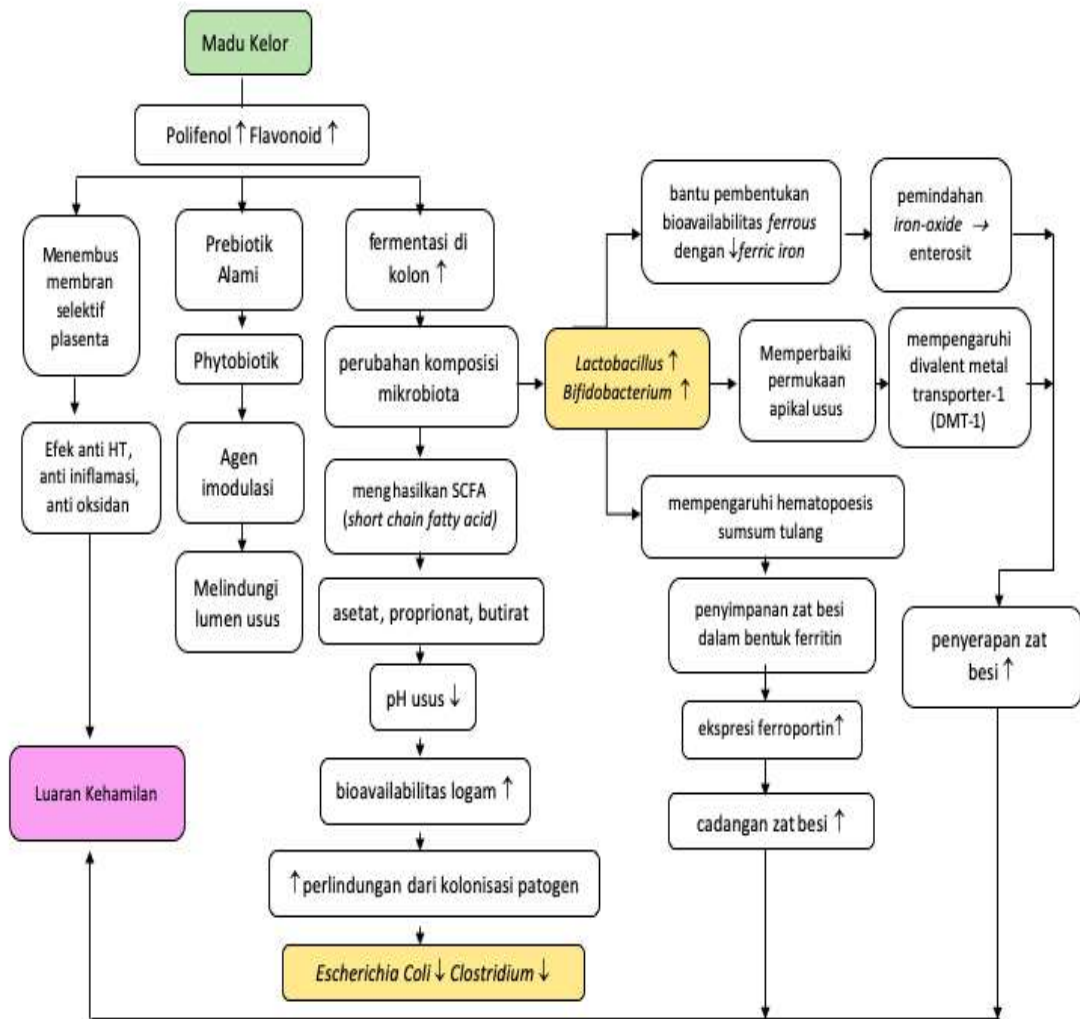 Madu Kelor
Polifenol ↑ Flavonoid ↑
Menembus
membran
selektif
plasenta
Efek anti HT,
anti iniflamasi,
anti oksidan
Luaran Kehamilan
Prebiotik
Alami
Phytobiotik
Agen
imodulasi
Melindungi
lumen usus
fermentasi di
kolon ↑
perubahan komposisi
mikrobiota
menghasilkan SCFA
(short chain fatty acid)
asetat, proprionat, butirat
pH usus ↓
bioavailabilitas logam ↑
↑ perlindungan dari kolonisasi patogen
Escherichia Coli ↓ Clostridium ↓
Lactobacillus ↑
Bifidobacterium ↑
bantu pembentukan
bioavailabilitas ferrous
dengan ↓ ferric iron
pemindahan
iron-oxide →
enterosit
Memperbaiki
permukaan
apikal usus
mempengaruhi
divalent metal
transporter-1
(DMT-1)
mempengaruhi hematopoesis
sumsum tulang
penyimpanan zat besi
dalam bentuk ferritin
ekspresi ferroportin ↑
cadangan zat besi ↑
penyerapan zat
besi ↑